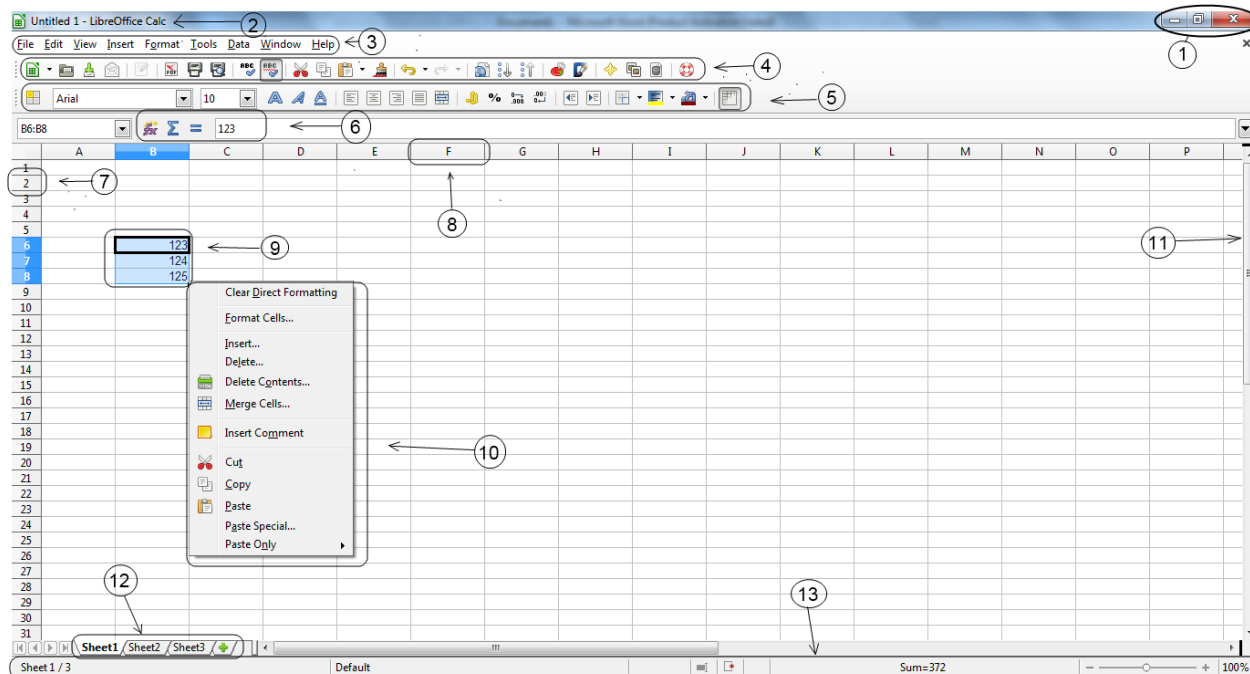 Untitled 1 - LibreOffice Calc
2
1
File Edit View Insert Format Tools Data Window Help
3
4
Arial 10
5
B6:B8 123
6
A B C D E F G H I J K L M N O P
1
2
7
3
4
8
5
6 123
9
11
7 124
8 125
9
Clear Direct Formatting
10
Format Cells...
11
12
Insert...
13
Delete...
14
15
Delete Contents...
16
Merge Cells...
17
18
Insert Comment
19
10
20
Cut
21
22
Copy
23
Paste
24
Paste Special...
25
Paste Only
26
27
12
28
13
29
30
31
Sheet1 Sheet2 Sheet3
Sheet 1 / 3 Default Sum=372 100%